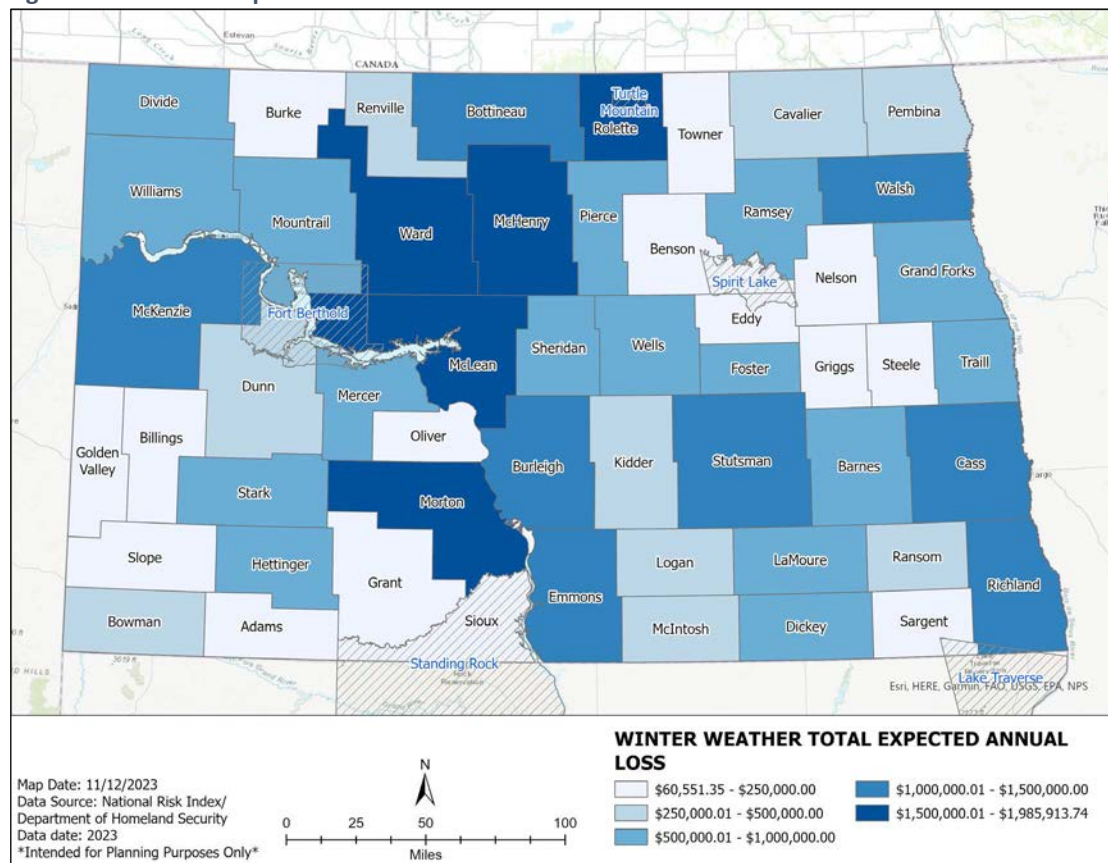 Estevan
CANADA
Divide
Burke
Renville
Bottineau
Turtle
Mountain
Rolette
Towner
Cavalier
Pembina
Williams
Mountrail
Ward
McHenry
Pierce
Ramsey
Walsh
Benson
Nelson
Grand Forks
Spirit Lake
McKenzie
Fort Berthold
Eddy
McLean
Sheridan
Wells
Foster
Griggs
Steele
Traill
Dunn
Mercer
Golden
Valley
Billings
Oliver
Burleigh
Kidder
Stutsman
Barnes
Cass
Stark
Morton
Slope
Hettinger
Grant
Emmons
Logan
LaMoure
Ransom
Richland
Bowman
Adams
Sioux
McIntosh
Dickey
Sargent
Standing Rock
Lake Traverse
Esri, HERE, Garmin, FAO, USGS, EPA, NPS
WINTER WEATHER TOTAL EXPECTED ANNUAL
LOSS
$60,551.35 - $250,000.00
$1,000,000.01 - $1,500,000.00
$250,000.01 - $500,000.00
$1,500,000.01 - $1,985,913.74
$500,000.01 - $1,000,000.00
Map Date: 11/12/2023
Data Source: National Risk Index/
Department of Homeland Security
Data date: 2023
*Intended for Planning Purposes Only*
N
0 25 50 100
Miles